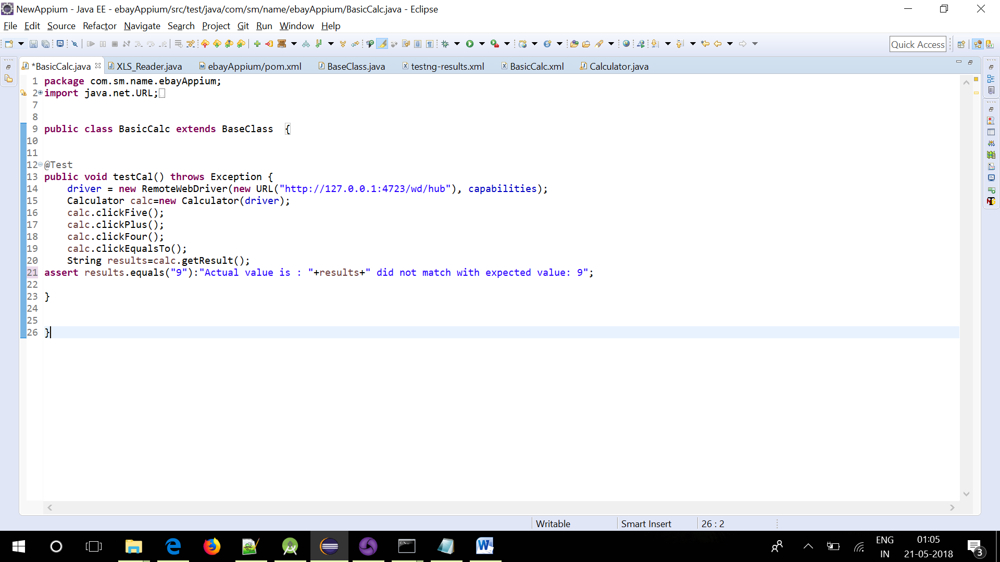 NewAppium - Java EE - ebayAppium/src/test/java/com/sm/name/ebayAppium/BasicCalc.java - Eclipse
File Edit Source Refactor Navigate Search Project Git Run Window Help
Quick Access
*BasicCalc.java XLS_Reader.java ebayAppium/pom.xml BaseClass.java testng-results.xml BasicCalc.xml Calculator.java
1 package com.sm.name.ebayAppium;
2 import java.net.URL;
7
8
9 public class BasicCalc extends BaseClass  {
10
11
12 @Test
13 public void testCal() throws Exception {
14     driver = new RemoteWebDriver(new URL("http://127.0.0.1:4723/wd/hub"), capabilities);
15     Calculator calc=new Calculator(driver);
16     calc.clickFive();
17     calc.clickPlus();
18     calc.clickFour();
19     calc.clickEqualsTo();
20     String results=calc.getResult();
21 assert results.equals("9"):"Actual value is : "+results+" did not match with expected value: 9";
22
23 }
24
25
26 }
Writable Smart Insert 26 : 2
ENG 01:05
IN 21-05-2018 3